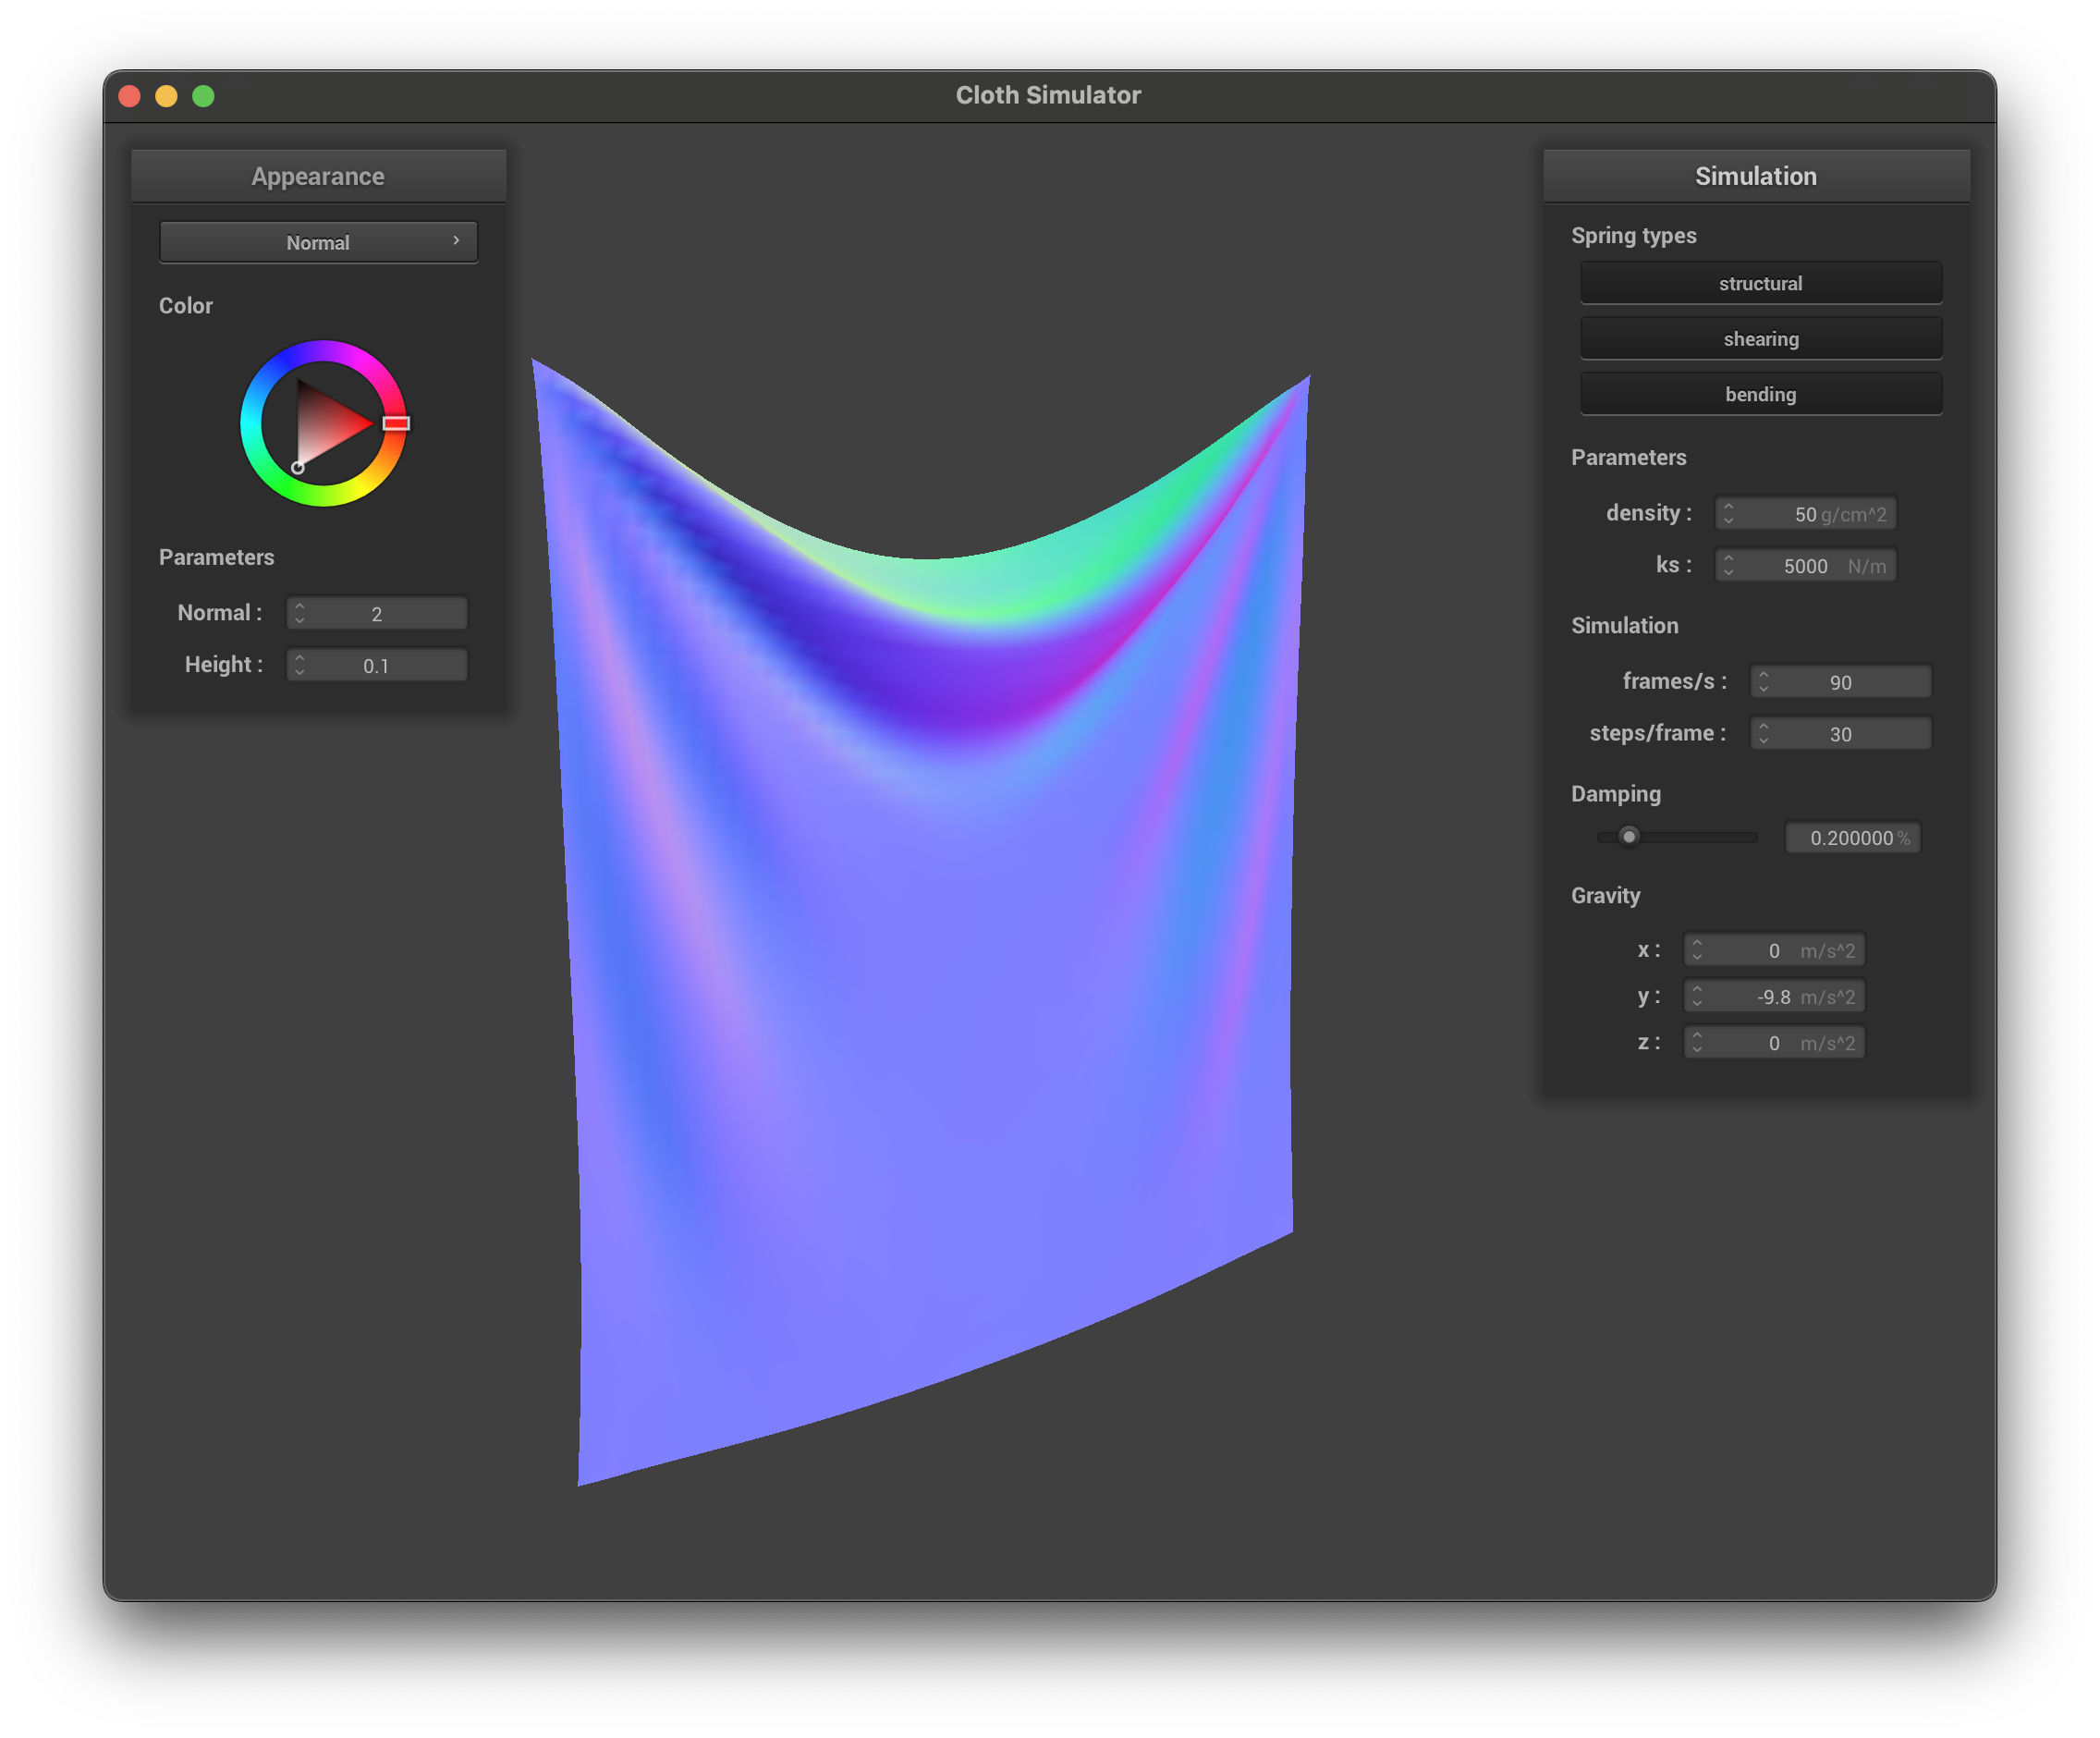 Cloth Simulator
Appearance
Normal
Color
Parameters
Normal : 2
Height : 0.1
Simulation
Spring types
structural
shearing
bending
Parameters
density : 50 g/cm^2
ks : 5000 N/m
Simulation
frames/s : 90
steps/frame : 30
Damping
0.200000 %
Gravity
x : 0 m/s^2
y : -9.8 m/s^2
z : 0 m/s^2